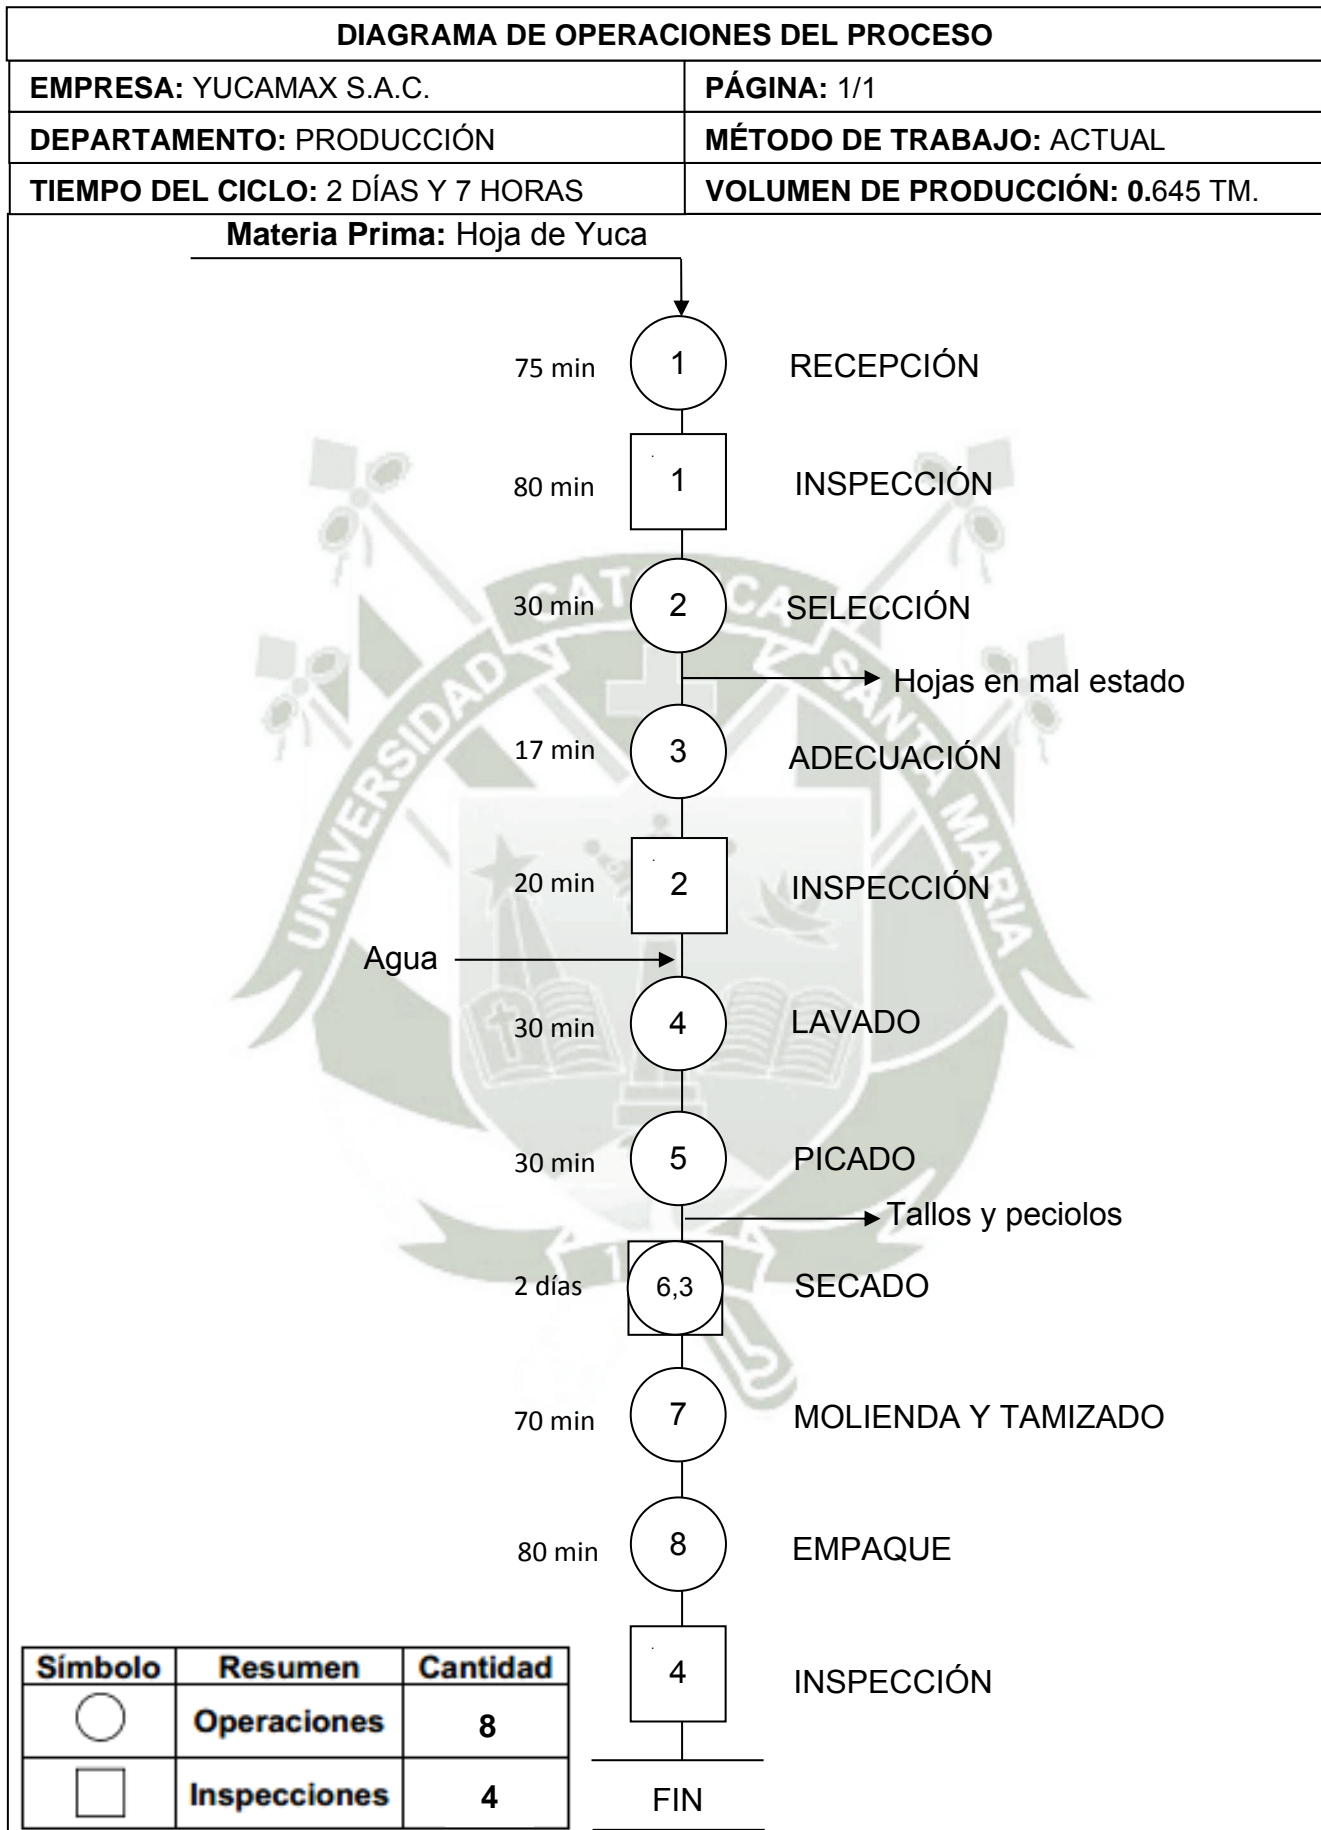 DIAGRAMA DE OPERACIONES DEL PROCESO
EMPRESA: YUCAMAX S.A.C.
PÁGINA: 1/1
DEPARTAMENTO: PRODUCCIÓN
MÉTODO DE TRABAJO: ACTUAL
TIEMPO DEL CICLO: 2 DÍAS Y 7 HORAS
VOLUMEN DE PRODUCCIÓN: 0.645 TM.
Materia Prima: Hoja de Yuca
75 min 1 RECEPCIÓN
80 min 1 INSPECCIÓN
30 min 2 SELECCIÓN
Hojas en mal estado
17 min 3 ADECUACIÓN
20 min 2 INSPECCIÓN
Agua
30 min 4 LAVADO
30 min 5 PICADO
Tallos y peciolos
2 días 6,3 SECADO
70 min 7 MOLIENDA Y TAMIZADO
80 min 8 EMPAQUE
4 INSPECCIÓN
FIN
Símbolo Resumen Cantidad
Operaciones 8
Inspecciones 4
UNIVERSIDAD CATOLICA SANTA MARIA